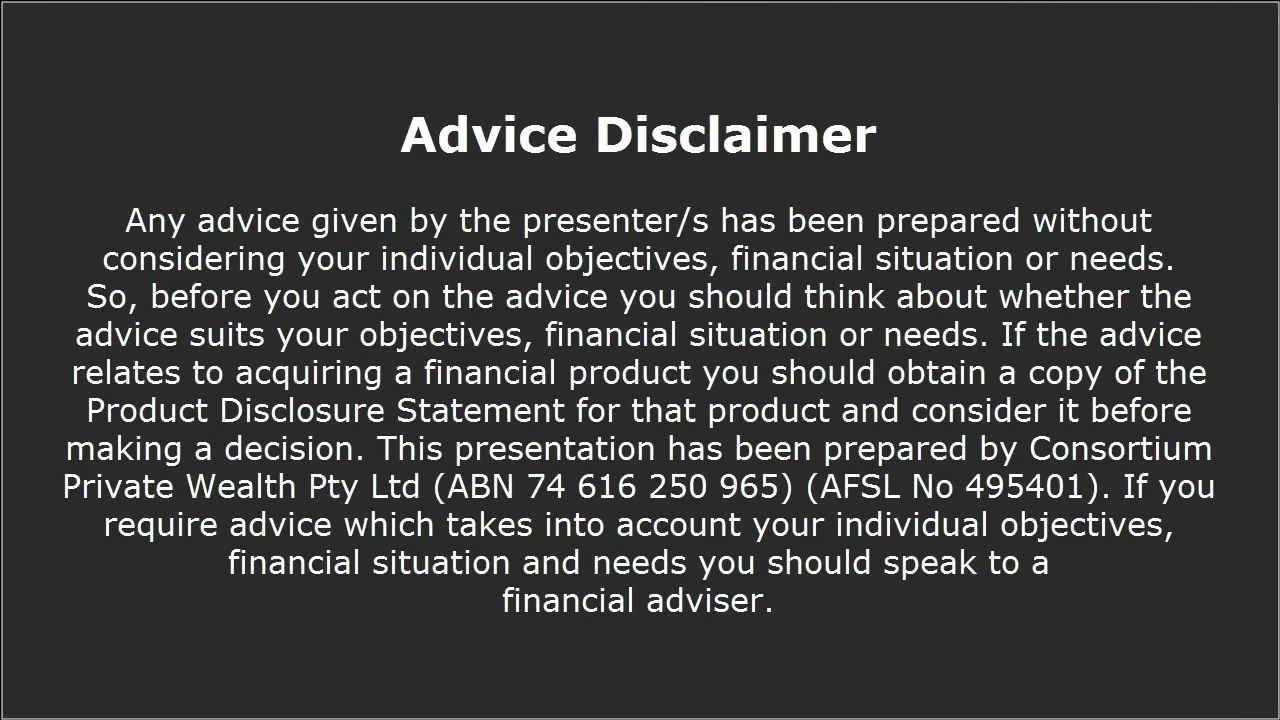 Advice Disclaimer
Any advice given by the presenter/s has been prepared without
considering your individual objectives, financial situation or needs.
So, before you act on the advice you should think about whether the
advice suits your objectives, financial situation or needs. If the advice
relates to acquiring a financial product you should obtain a copy of the
Product Disclosure Statement for that product and consider it before
making a decision. This presentation has been prepared by Consortium
Private Wealth Pty Ltd (ABN 74 616 250 965) (AFSL No 495401). If you
require advice which takes into account your individual objectives,
financial situation and needs you should speak to a
financial adviser.